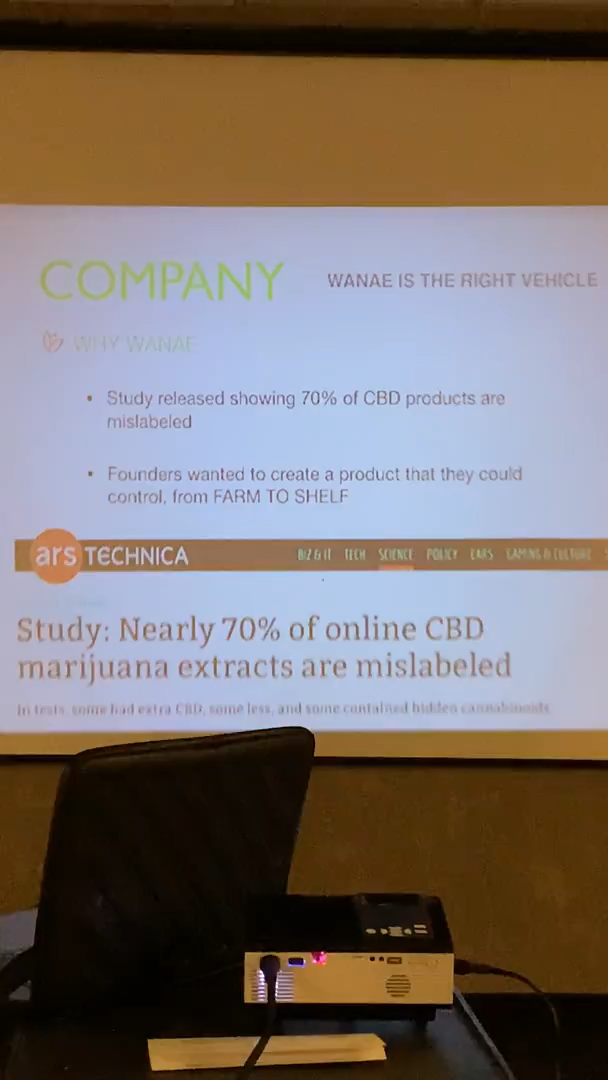 COMPANY WANAE IS THE RIGHT VEHICLE
WHY WANAE
• Study released showing 70% of CBD products are
mislabeled
• Founders wanted to create a product that they could
control, from FARM TO SHELF
ars TECHNICA BIZ & IT TECH SCIENCE POLICY CARS GAMING & CULTURE
Study: Nearly 70% of online CBD
marijuana extracts are mislabeled
In tests, some had extra CBD, some less, and some contained hidden cannabinoids